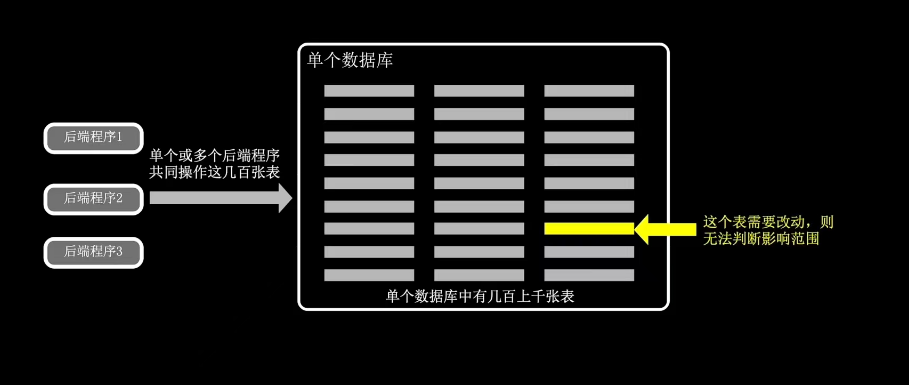 单个数据库
后端程序1
单个或多个后端程序
共同操作这几百张表
后端程序2
后端程序3
这个表需要改动，则
无法判断影响范围
单个数据库中有几百上千张表